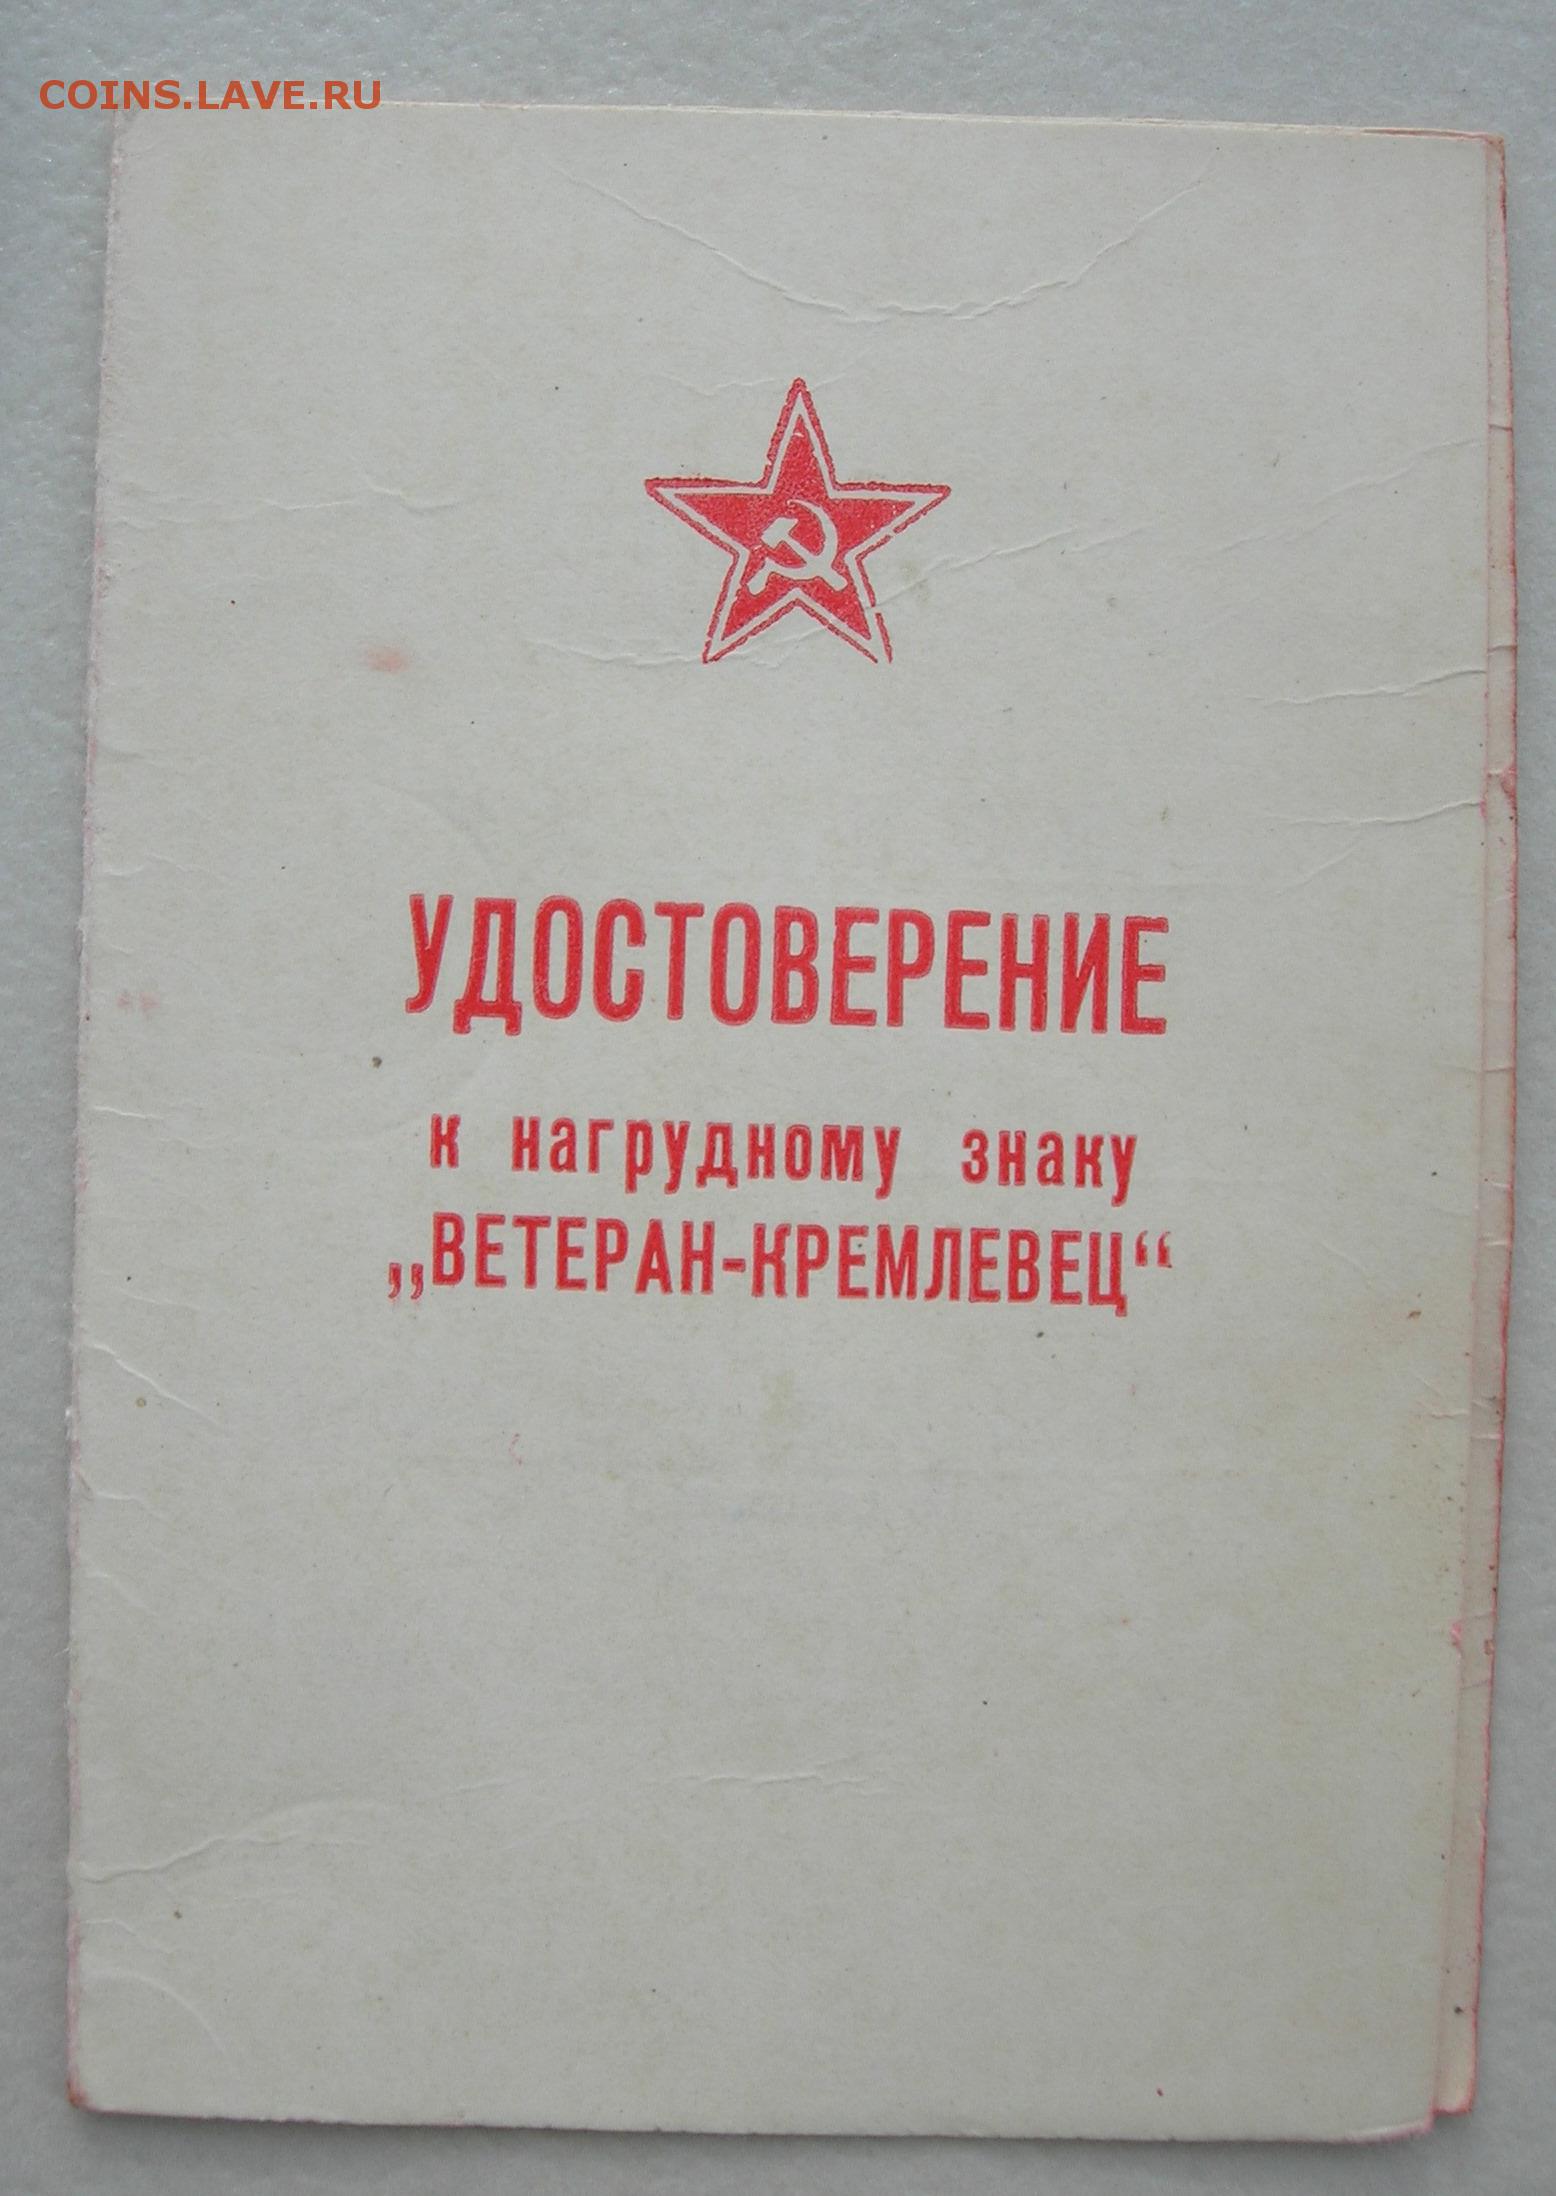 COINS.LAVE.RU
УДОСТОВЕРЕНИЕ
к нагрудному знаку
„ВЕТЕРАН-КРЕМЛЕВЕЦ“